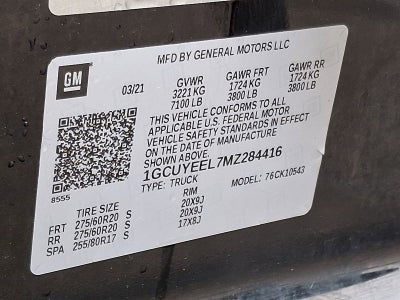 GM
MFD BY GENERAL MOTORS LLC
03/21 GVWR GAWR FRT GAWR RR
3221 KG 1724 KG 1724 KG
7100 LB 3800 LB 3800 LB
THIS VEHICLE CONFORMS TO ALL
APPLICABLE U.S. FEDERAL MOTOR
VEHICLE SAFETY STANDARDS IN EFFECT
ON THE DATE OF MANUFACTURE
SHOWN ABOVE.
1GCUYEEL7MZ284416
8555
TYPE: TRUCK MODEL: 76CK10543
TIRE SIZE RIM
FRT 275/60R20 S 20X9J
RR 275/60R20 S 20X9J
SPA 255/80R17 S 17X8J